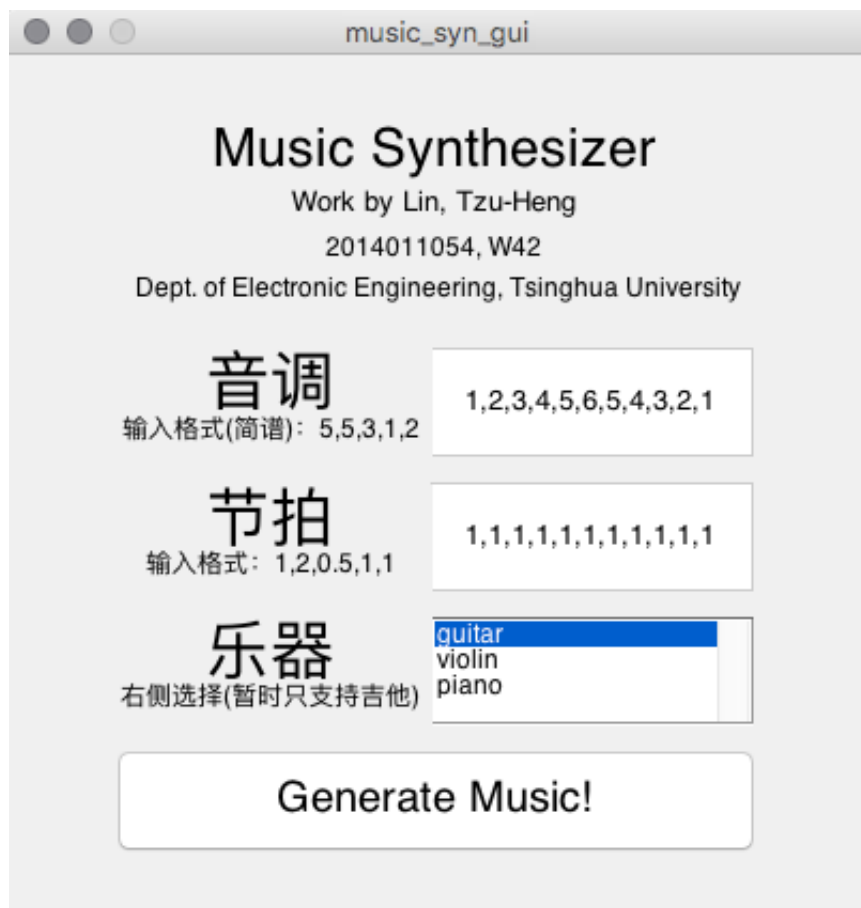 music_syn_gui
Music Synthesizer
Work by Lin, Tzu-Heng
2014011054, W42
Dept. of Electronic Engineering, Tsinghua University
音调
输入格式(简谱)：5,5,3,1,2
1,2,3,4,5,6,5,4,3,2,1
节拍
输入格式：1,2,0.5,1,1
1,1,1,1,1,1,1,1,1,1,1
乐器
右侧选择(暂时只支持吉他)
guitar
violin
piano
Generate Music!